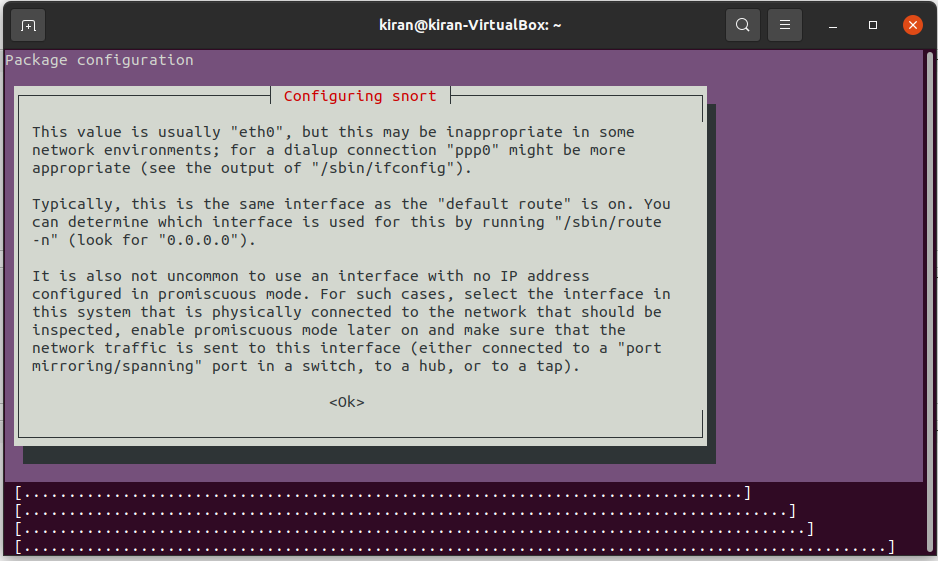 kiran@kiran-VirtualBox: ~
Package configuration
Configuring snort
This value is usually "eth0", but this may be inappropriate in some
network environments; for a dialup connection "ppp0" might be more
appropriate (see the output of "/sbin/ifconfig").
Typically, this is the same interface as the "default route" is on. You
can determine which interface is used for this by running "/sbin/route
-n" (look for "0.0.0.0").
It is also not uncommon to use an interface with no IP address
configured in promiscuous mode. For such cases, select the interface in
this system that is physically connected to the network that should be
inspected, enable promiscuous mode later on and make sure that the
network traffic is sent to this interface (either connected to a "port
mirroring/spanning" port in a switch, to a hub, or to a tap).
<Ok>
[................................................................................]
[.....................................................................................]
[.......................................................................................]
[................................................................................................]